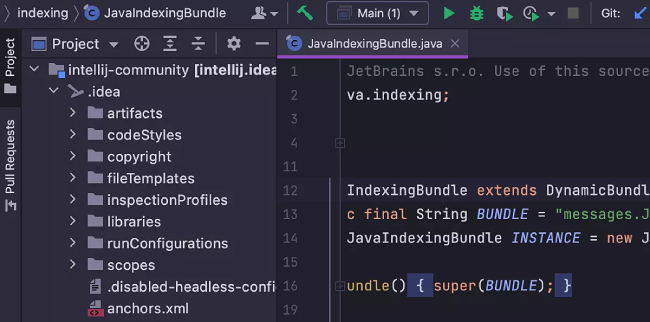 indexing JavaIndexingBundle Main (1) Git:
Project JavaIndexingBundle.java
Project
Pull Requests
intellij-community [intellij.idea
.idea
artifacts
codeStyles
copyright
fileTemplates
inspectionProfiles
libraries
runConfigurations
scopes
.disabled-headless-confi
anchors.xml
1 JetBrains s.r.o. Use of this source
2 va.indexing;
3
4
11
12 IndexingBundle extends DynamicBundl
13 c final String BUNDLE = "messages.J
14 JavaIndexingBundle INSTANCE = new J
15
16 undle() { super(BUNDLE); }
19